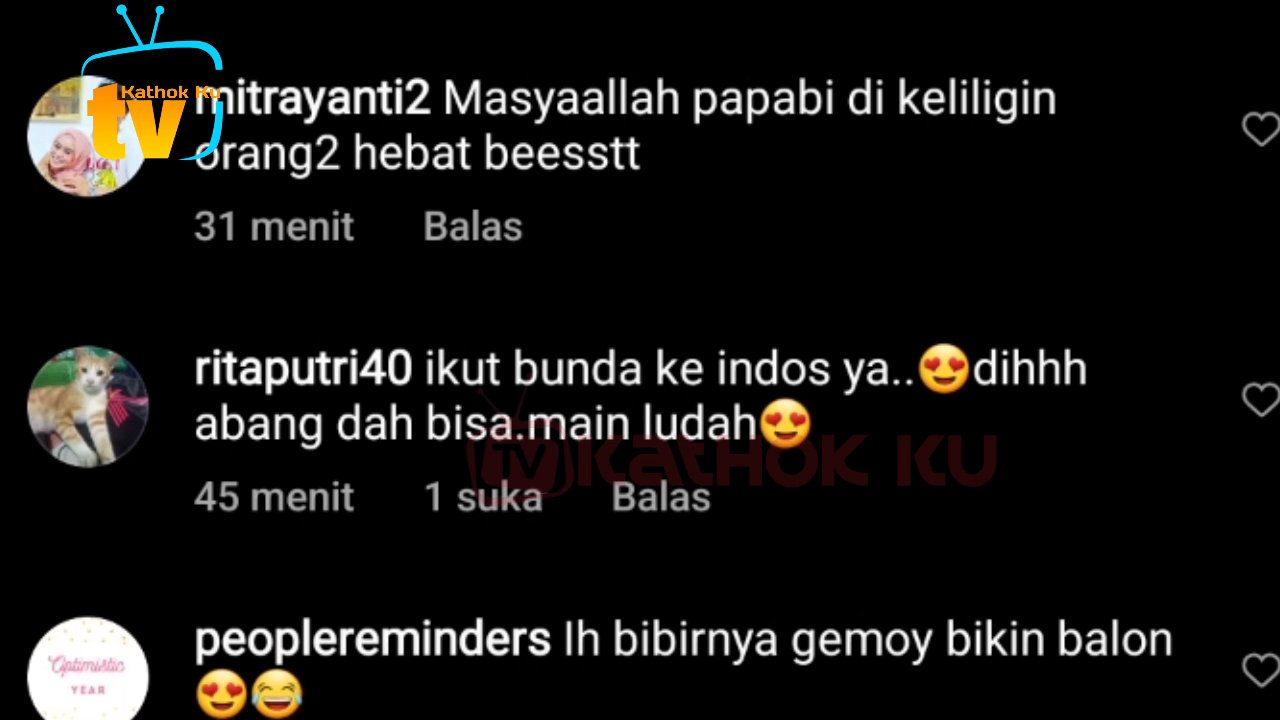 Kathok Ku
tv
mitrayanti2 Masyaallah papabi di keliligin
orang2 hebat beesstt
31 menit Balas
ritaputri40 ikut bunda ke indos ya..😍dihhh
abang dah bisa.main ludah😍
TV KATHOK KU
45 menit 1 suka Balas
Optimistic
YEAR
peoplereminders Ih bibirnya gemoy bikin balon
😍😂